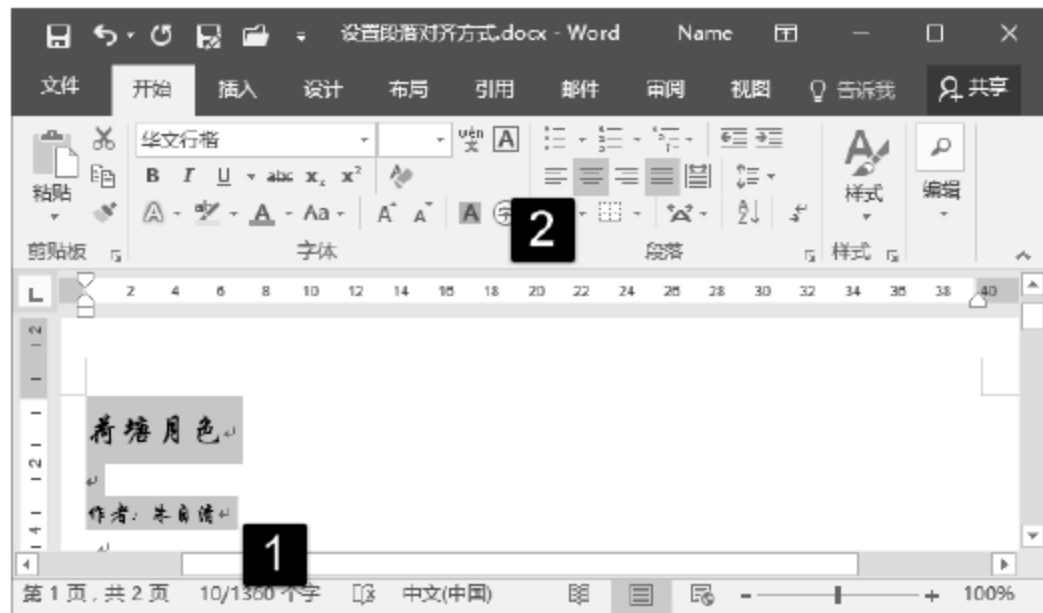 设置段落对齐方式.docx - Word Name
文件 开始 插入 设计 布局 引用 邮件 审阅 视图 告诉我 共享
华文行楷
wén 文 A
B I U abc x₂ x²
粘贴 样式 编辑
A A Aa A A A 字
剪贴板 字体 段落 样式
2
L 2 4 6 8 10 12 14 16 18 20 22 24 26 28 30 32 34 36 38 40
荷塘月色
作者：朱自清
1
第 1 页，共 2 页 10/1360 个字 中文(中国) 100%